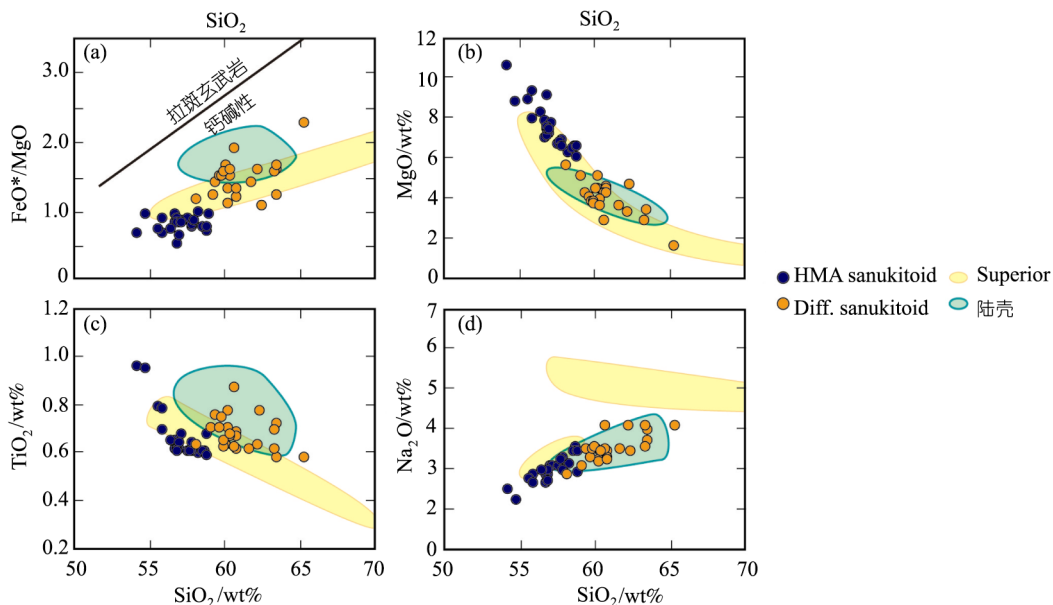 SiO2
SiO2
(a)
3.0
2.0
1.0
0
FeO*/MgO
拉斑玄武岩
钙碱性
(b)
12
10
8
6
4
2
0
MgO/wt%
HMA sanukitoid
Superior
Diff. sanukitoid
陆壳
(c)
1.2
1.0
0.8
0.6
0.4
0.2
TiO2/wt%
50
55
60
65
70
SiO2/wt%
(d)
7
6
5
4
3
2
0
Na2O/wt%
50
55
60
65
70
SiO2/wt%